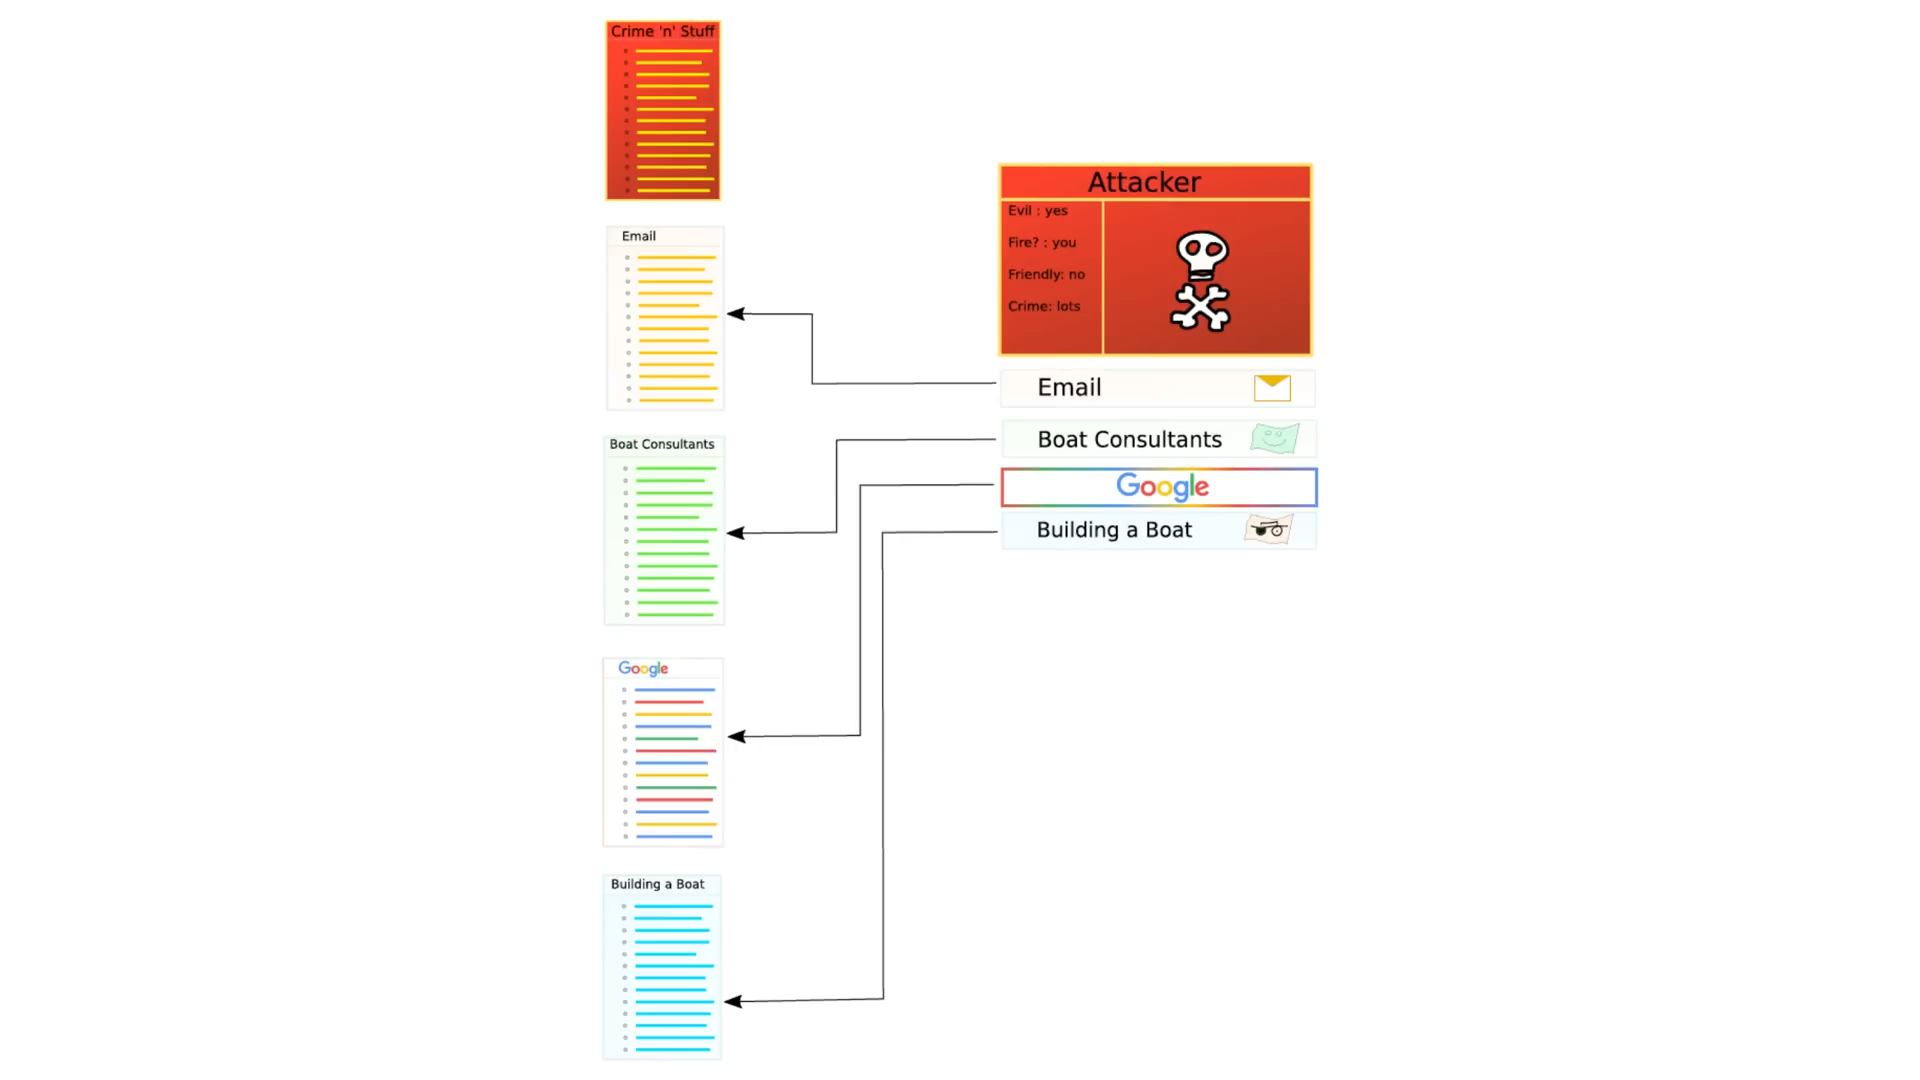 Crime 'n' Stuff
Email
Boat Consultants
Google
Building a Boat
Attacker
Evil : yes
Fire? : you
Friendly: no
Crime: lots
Email
Boat Consultants
Google
Building a Boat